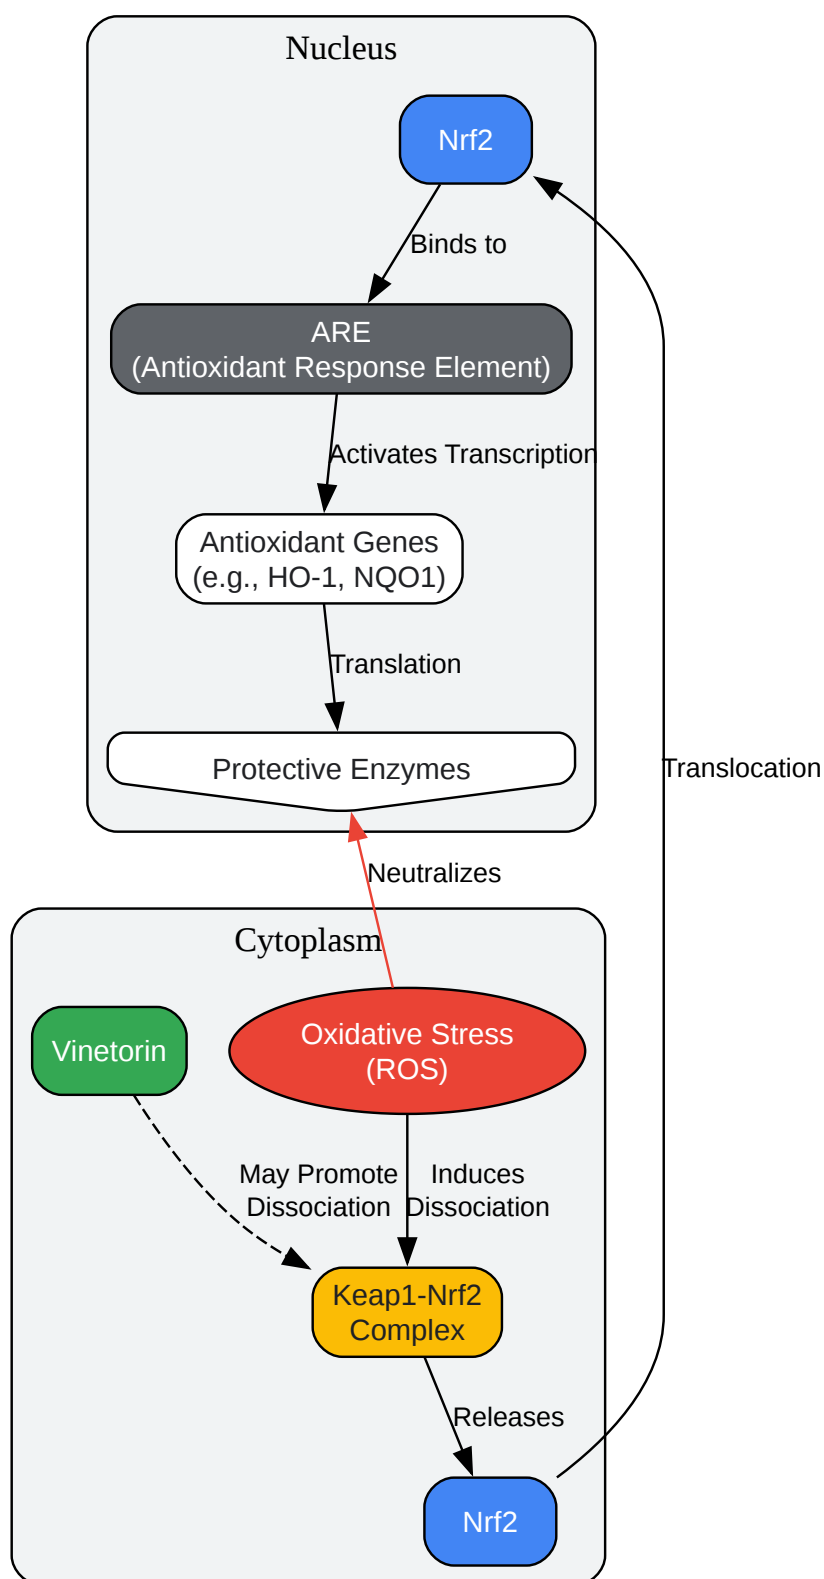 Nucleus
Nrf2
Binds to
ARE
(Antioxidant Response Element)
Activates Transcription
Antioxidant Genes
(e.g., HO-1, NQO1)
Translation
Protective Enzymes
Translocation
Neutralizes
Cytoplasm
Vinetorin
Oxidative Stress
(ROS)
May Promote
Dissociation
Induces
Dissociation
Keap1-Nrf2
Complex
Releases
Nrf2